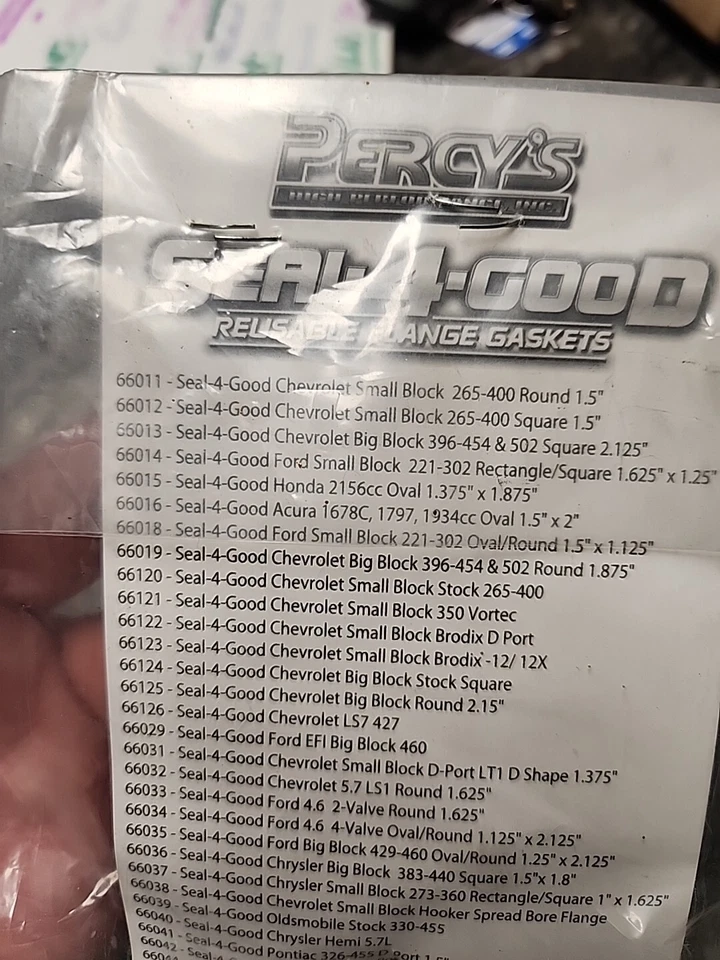 PERCY'S
HIGH PERFORMANCE, INC.
SEAL-4-GOOD
REUSABLE FLANGE GASKETS
66011 - Seal-4-Good Chevrolet Small Block 265-400 Round 1.5"
66012 - Seal-4-Good Chevrolet Small Block 265-400 Square 1.5"
66013 - Seal-4-Good Chevrolet Big Block 396-454 & 502 Square 2.125"
66014 - Seal-4-Good Ford Small Block 221-302 Rectangle/Square 1.625" x 1.25"
66015 - Seal-4-Good Honda 2156cc Oval 1.375" x 1.875"
66016 - Seal-4-Good Acura 1678C, 1797, 1934cc Oval 1.5" x 2"
66018 - Seal-4-Good Ford Small Block 221-302 Oval/Round 1.5" x 1.125"
66019 - Seal-4-Good Chevrolet Big Block 396-454 & 502 Round 1.875"
66120 - Seal-4-Good Chevrolet Small Block Stock 265-400
66121 - Seal-4-Good Chevrolet Small Block 350 Vortec
66122 - Seal-4-Good Chevrolet Small Block Brodix D Port
66123 - Seal-4-Good Chevrolet Small Block Brodix -12/ 12X
66124 - Seal-4-Good Chevrolet Big Block Stock Square
66125 - Seal-4-Good Chevrolet Big Block Round 2.15"
66126 - Seal-4-Good Chevrolet LS7 427
66029 - Seal-4-Good Ford EFI Big Block 460
66031 - Seal-4-Good Chevrolet Small Block D-Port LT1 D Shape 1.375"
66032 - Seal-4-Good Chevrolet 5.7 LS1 Round 1.625"
66033 - Seal-4-Good Ford 4.6 2-Valve Round 1.625"
66034 - Seal-4-Good Ford 4.6 4-Valve Oval/Round 1.125" x 2.125"
66035 - Seal-4-Good Ford Big Block 429-460 Oval/Round 1.25" x 2.125"
66036 - Seal-4-Good Chrysler Big Block 383-440 Square 1.5"x 1.8"
66037 - Seal-4-Good Chrysler Small Block 273-360 Rectangle/Square 1" x 1.625"
66038 - Seal-4-Good Chevrolet Small Block Hooker Spread Bore Flange
66039 - Seal-4-Good Oldsmobile Stock 330-455
66040 - Seal-4-Good Chrysler Hemi 5.7L
66041 - Seal-4-Good Pontiac 326-455 D Port
66042 -